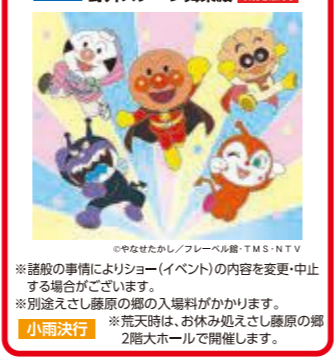 ©やなせたかし／フレーベル館・TMS・NTV
※諸般の事情によりショー(イベント)の内容を変更・中止
する場合がございます。
※別途えさし藤原の郷の入場料がかかります。
小雨決行
※荒天時は、お休み処えさし藤原の郷
2階大ホールで開催します。